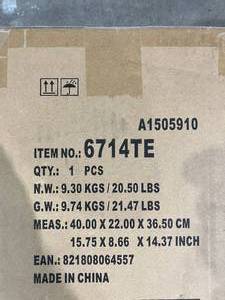 A1505910
ITEM NO.: 6714TE
QTY.: 1 PCS
N.W.: 9.30 KGS / 20.50 LBS
G.W.: 9.74 KGS / 21.47 LBS
MEAS.: 40.00 X 22.00 X 36.50 CM
15.75 X 8.66 X 14.37 INCH
EAN.: 821808064557
MADE IN CHINA